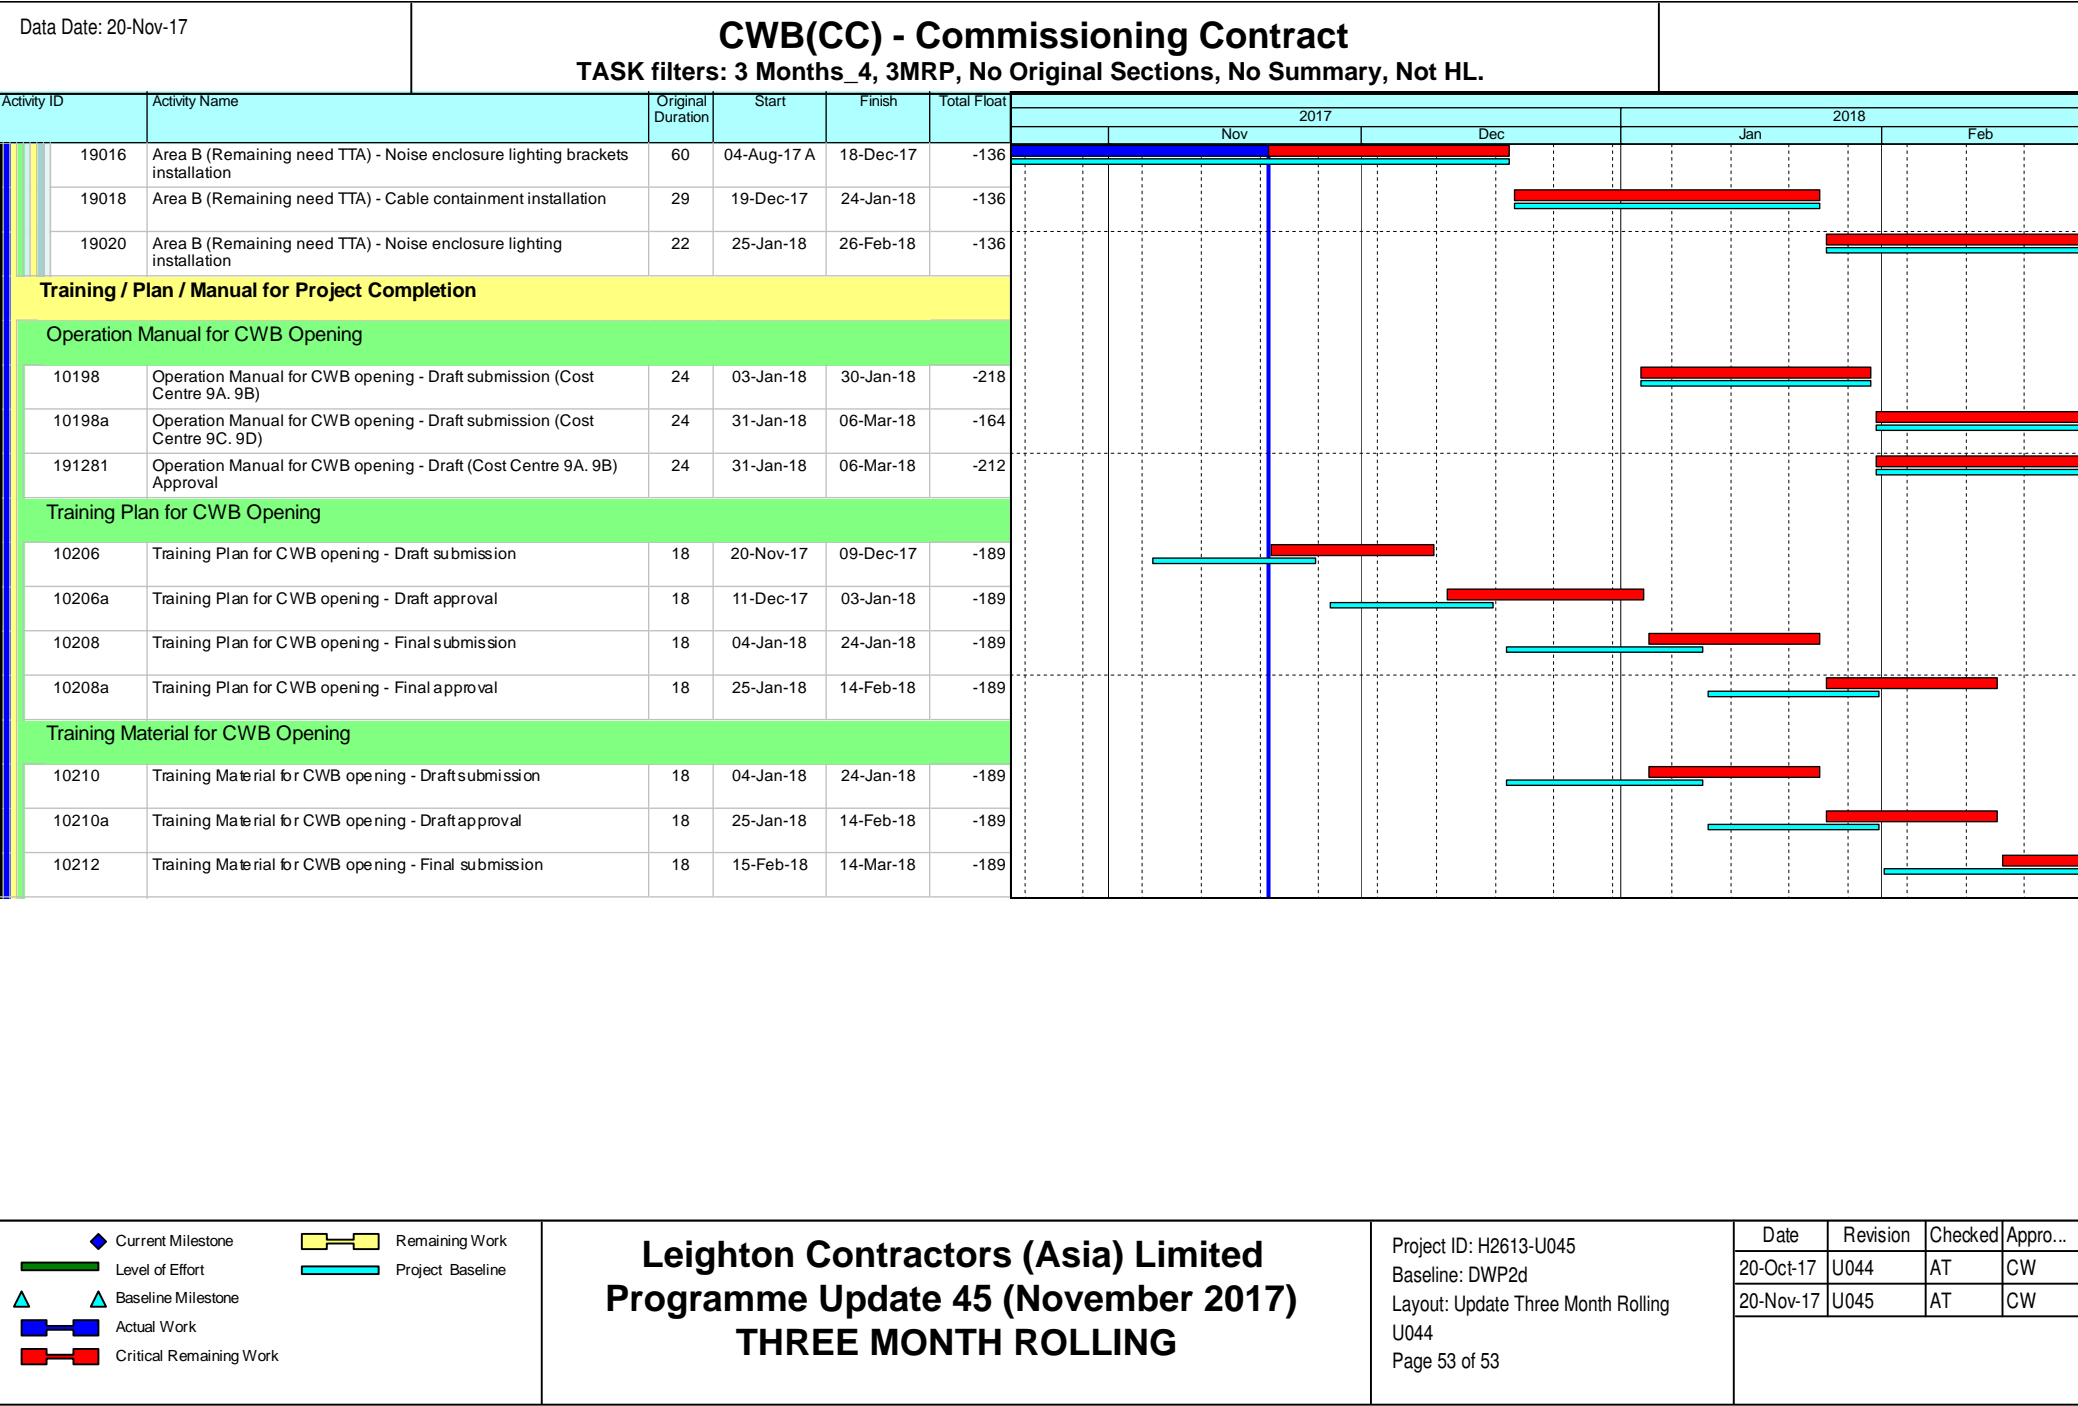 Data Date: 20-Nov-17
CWB(CC) - Commissioning Contract
TASK filters: 3 Months_4, 3MRP, No Original Sections, No Summary, Not HL.
Activity ID Activity Name Original Duration Start Finish Total Float
2017 2018
Nov Dec Jan Feb
19016 Area B (Remaining need TTA) - Noise enclosure lighting brackets 60 04-Aug-17 A 18-Dec-17 -136
installation
19018 Area B (Remaining need TTA) - Cable containment installation 29 19-Dec-17 24-Jan-18 -136
19020 Area B (Remaining need TTA) - Noise enclosure lighting 22 25-Jan-18 26-Feb-18 -136
installation
Training / Plan / Manual for Project Completion
Operation Manual for CWB Opening
10198 Operation Manual for CWB opening - Draft submission (Cost 24 03-Jan-18 30-Jan-18 -218
Centre 9A. 9B)
10198a Operation Manual for CWB opening - Draft submission (Cost 24 31-Jan-18 06-Mar-18 -164
Centre 9C. 9D)
191281 Operation Manual for CWB opening - Draft (Cost Centre 9A. 9B) 24 31-Jan-18 06-Mar-18 -212
Approval
Training Plan for CWB Opening
10206 Training Plan for CWB opening - Draft submission 18 20-Nov-17 09-Dec-17 -189
10206a Training Plan for CWB opening - Draft approval 18 11-Dec-17 03-Jan-18 -189
10208 Training Plan for CWB opening - Final submission 18 04-Jan-18 24-Jan-18 -189
10208a Training Plan for CWB opening - Final approval 18 25-Jan-18 14-Feb-18 -189
Training Material for CWB Opening
10210 Training Material for CWB opening - Draft submission 18 04-Jan-18 24-Jan-18 -189
10210a Training Material for CWB opening - Draft approval 18 25-Jan-18 14-Feb-18 -189
10212 Training Material for CWB opening - Final submission 18 15-Feb-18 14-Mar-18 -189
Current Milestone
Level of Effort
Baseline Milestone
Actual Work
Critical Remaining Work
Remaining Work
Project Baseline
Leighton Contractors (Asia) Limited
Programme Update 45 (November 2017)
THREE MONTH ROLLING
Project ID: H2613-U045
Baseline: DWP2d
Layout: Update Three Month Rolling
U044
Page 53 of 53
Date Revision Checked Appro...
20-Oct-17 U044 AT CW
20-Nov-17 U045 AT CW